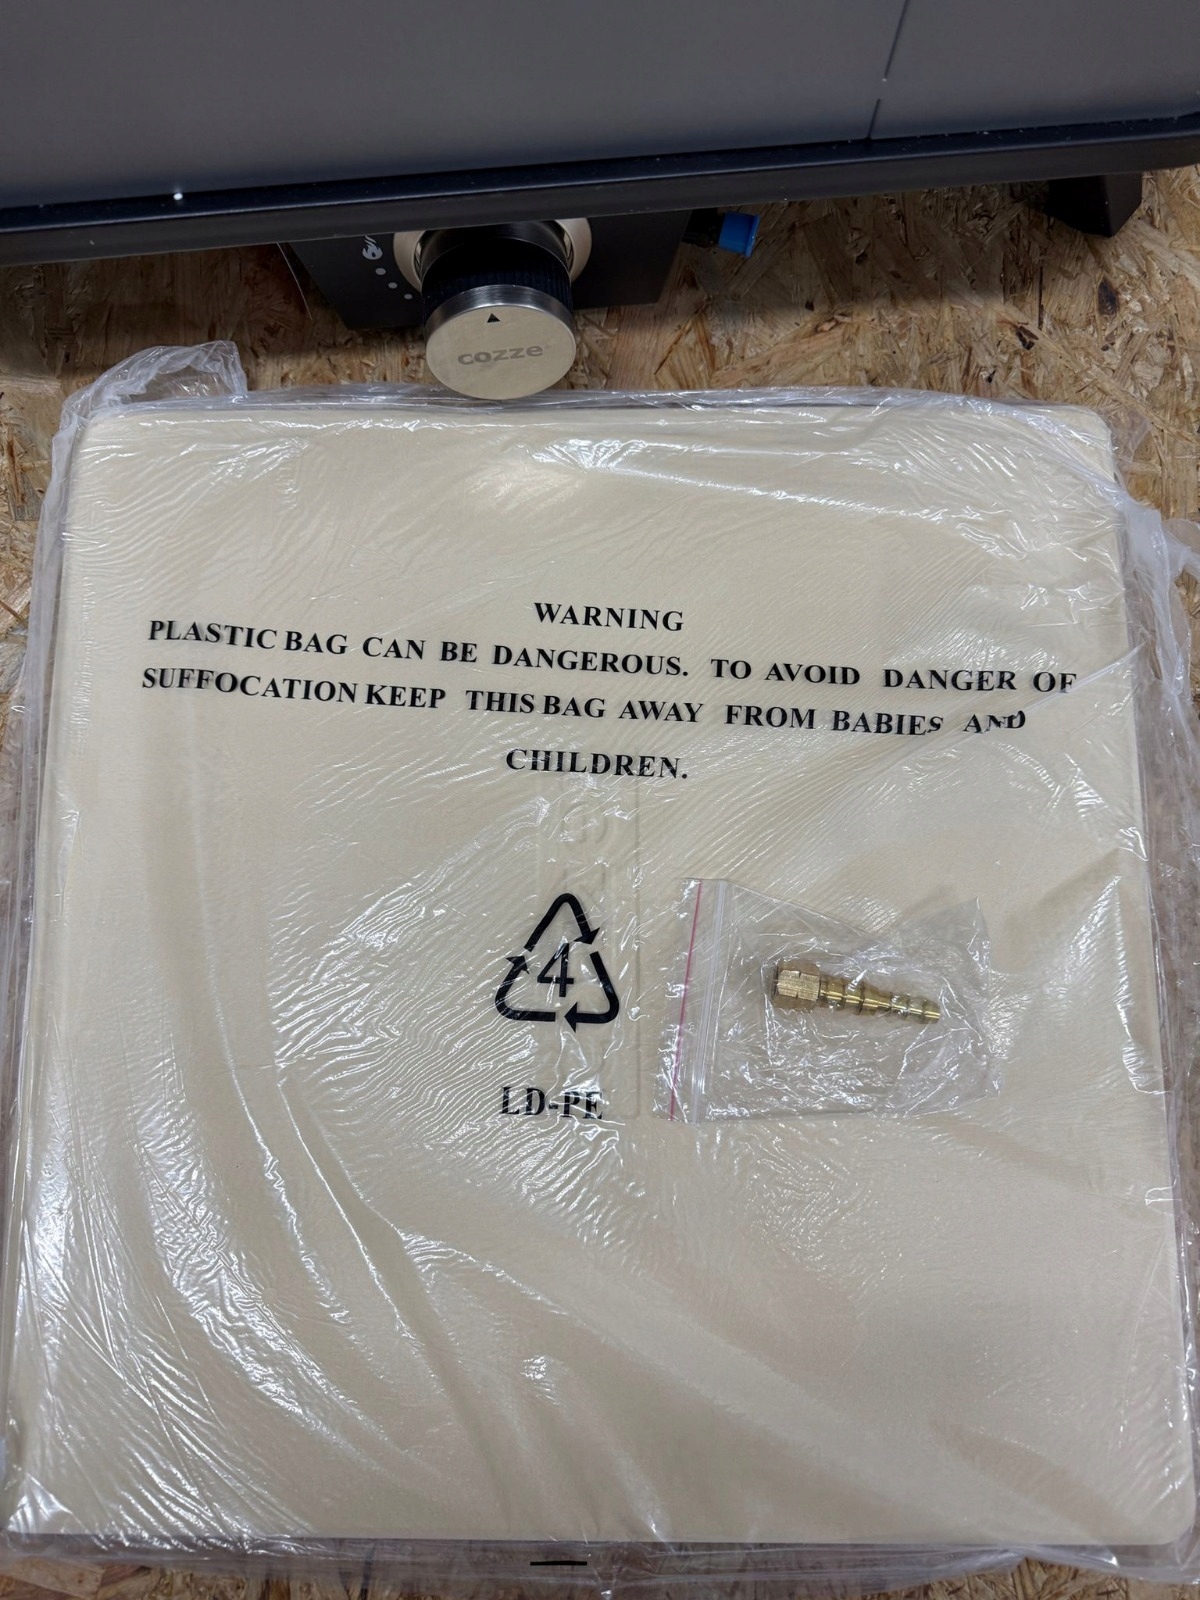 cozze
WARNING
PLASTIC BAG CAN BE DANGEROUS. TO AVOID DANGER OF
SUFFOCATION KEEP THIS BAG AWAY FROM BABIES AND
CHILDREN.
4
LD-PE